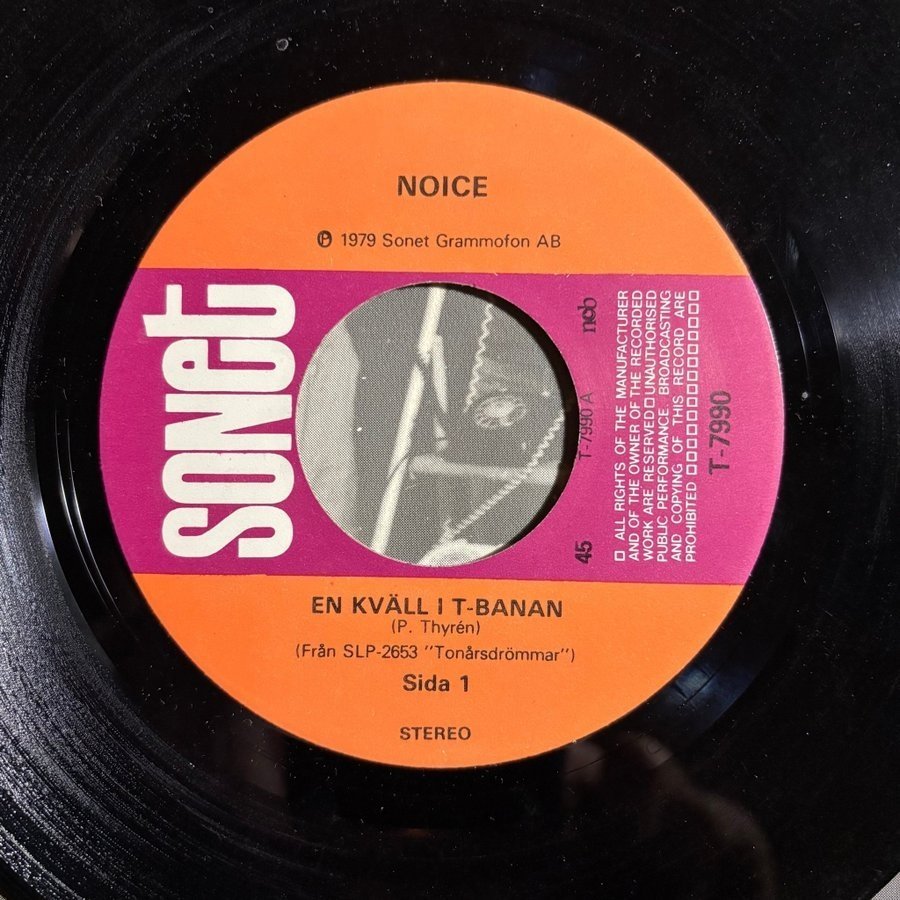 NOICE
℗ 1979 Sonet Grammofon AB
sonet
45 T-7990 A ncb
□ ALL RIGHTS OF THE MANUFACTURER
AND OF THE OWNER OF THE RECORDED
WORK ARE RESERVED □ UNAUTHORISED
PUBLIC PERFORMANCE, BROADCASTING
AND COPYING OF THIS RECORD ARE
PROHIBITED □□□□□□□□□□□□□
T-7990
EN KVÄLL I T-BANAN
(P. Thyrén)
(Från SLP-2653 "Tonårsdrömmar")
Sida 1
STEREO